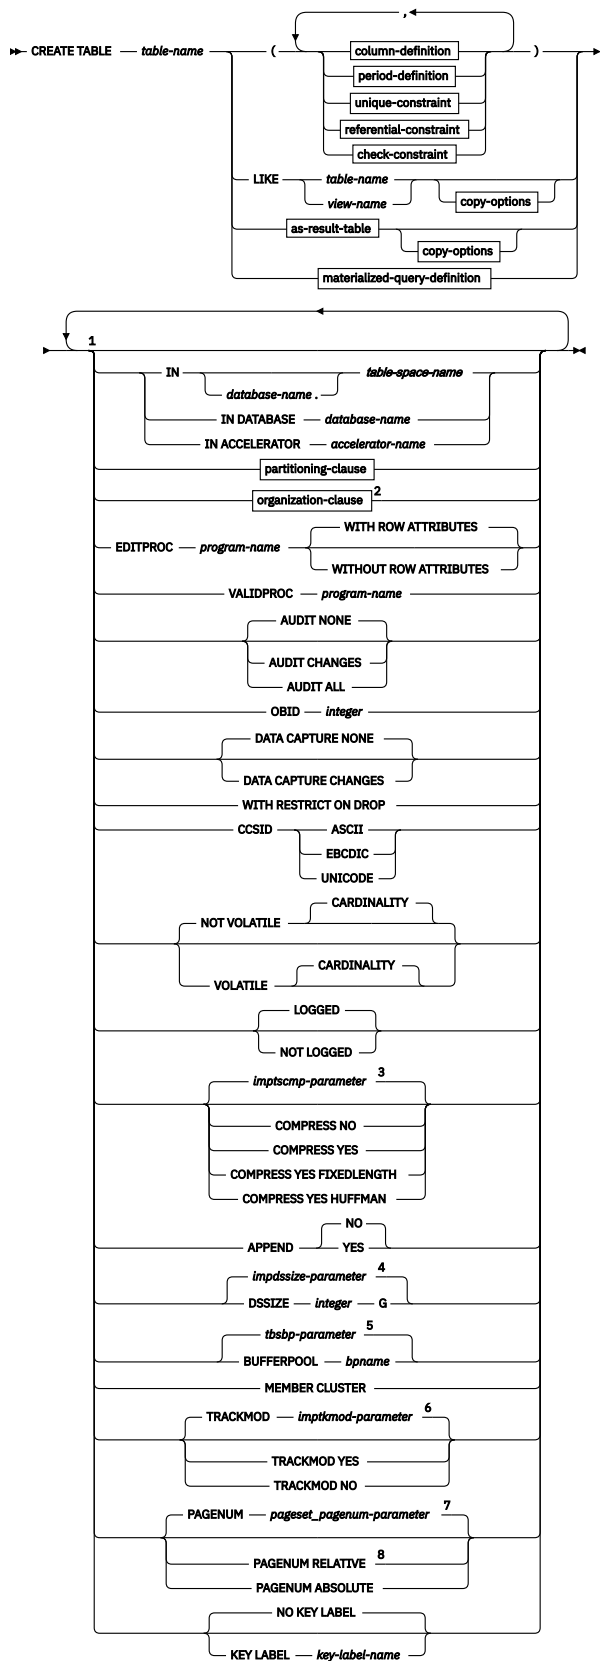 ,
CREATE TABLE table-name ( column-definition )
period-definition
unique-constraint
referential-constraint
check-constraint
LIKE table-name
view-name copy-options
as-result-table
copy-options
materialized-query-definition
1
IN table-space-name
database-name .
IN DATABASE database-name
IN ACCELERATOR accelerator-name
partitioning-clause
organization-clause 2
WITH ROW ATTRIBUTES
EDITPROC program-name
WITHOUT ROW ATTRIBUTES
VALIDPROC program-name
AUDIT NONE
AUDIT CHANGES
AUDIT ALL
OBID integer
DATA CAPTURE NONE
DATA CAPTURE CHANGES
WITH RESTRICT ON DROP
CCSID ASCII
EBCDIC
UNICODE
CARDINALITY
NOT VOLATILE
CARDINALITY
VOLATILE
LOGGED
NOT LOGGED
imptscmp-parameter 3
COMPRESS NO
COMPRESS YES
COMPRESS YES FIXEDLENGTH
COMPRESS YES HUFFMAN
NO
APPEND YES
impdssize-parameter 4
DSSIZE integer G
tbsbp-parameter 5
BUFFERPOOL bpname
MEMBER CLUSTER
TRACKMOD imptkmod-parameter 6
TRACKMOD YES
TRACKMOD NO
PAGENUM pageset_pagenum-parameter 7
PAGENUM RELATIVE 8
PAGENUM ABSOLUTE
NO KEY LABEL
KEY LABEL key-label-name